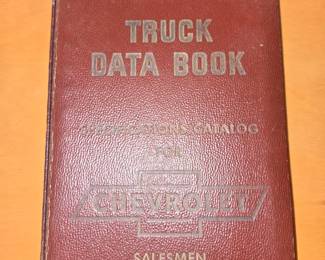 TRUCK
DATA BOOK
SPECIFICATIONS CATALOG
FOR
CHEVROLET
SALESMEN